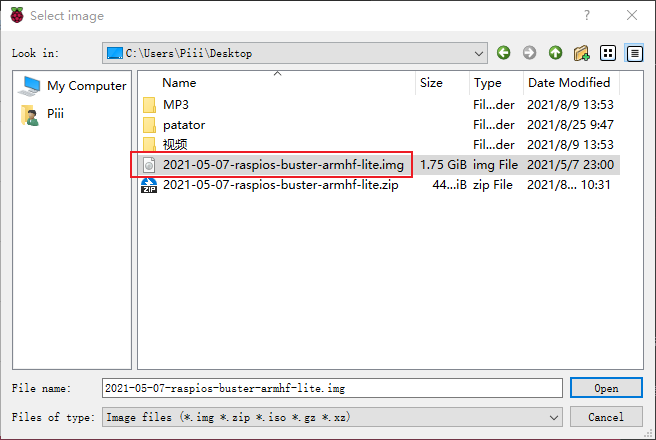 Select image
Look in: C:\Users\Piii\Desktop
My Computer
Piii
Name Size Type Date Modified
MP3 Fil...der 2021/8/9 13:53
patator Fil...der 2021/8/25 9:47
视频 Fil...der 2021/8/9 13:53
2021-05-07-raspios-buster-armhf-lite.img 1.75 GiB img File 2021/5/7 23:00
2021-05-07-raspios-buster-armhf-lite.zip 44...iB zip File 2021/8... 10:31
File name: 2021-05-07-raspios-buster-armhf-lite.img Open
Files of type: Image files (*.img *.zip *.iso *.gz *.xz) Cancel